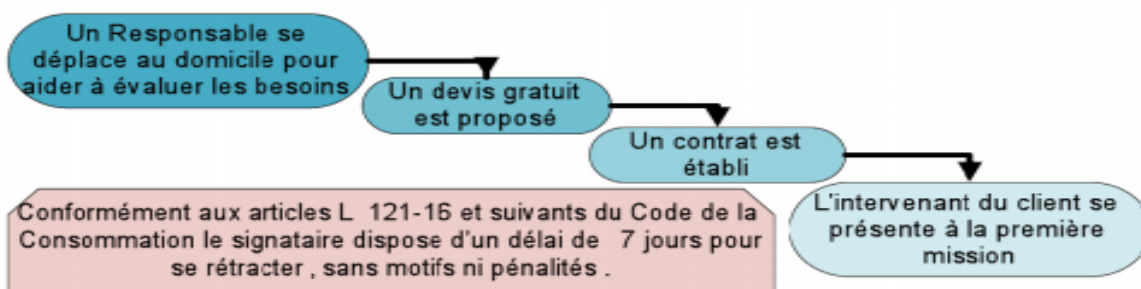 Un Responsable se
déplace au domicile pour
aider à évaluer les besoins
Un devis gratuit
est proposé
Un contrat est
établi
L'intervenant du client se
présente à la première
mission
Conformément aux articles L 121-16 et suivants du Code de la
Consommation le signataire dispose d'un délai de 7 jours pour
se rétracter , sans motifs ni pénalités .